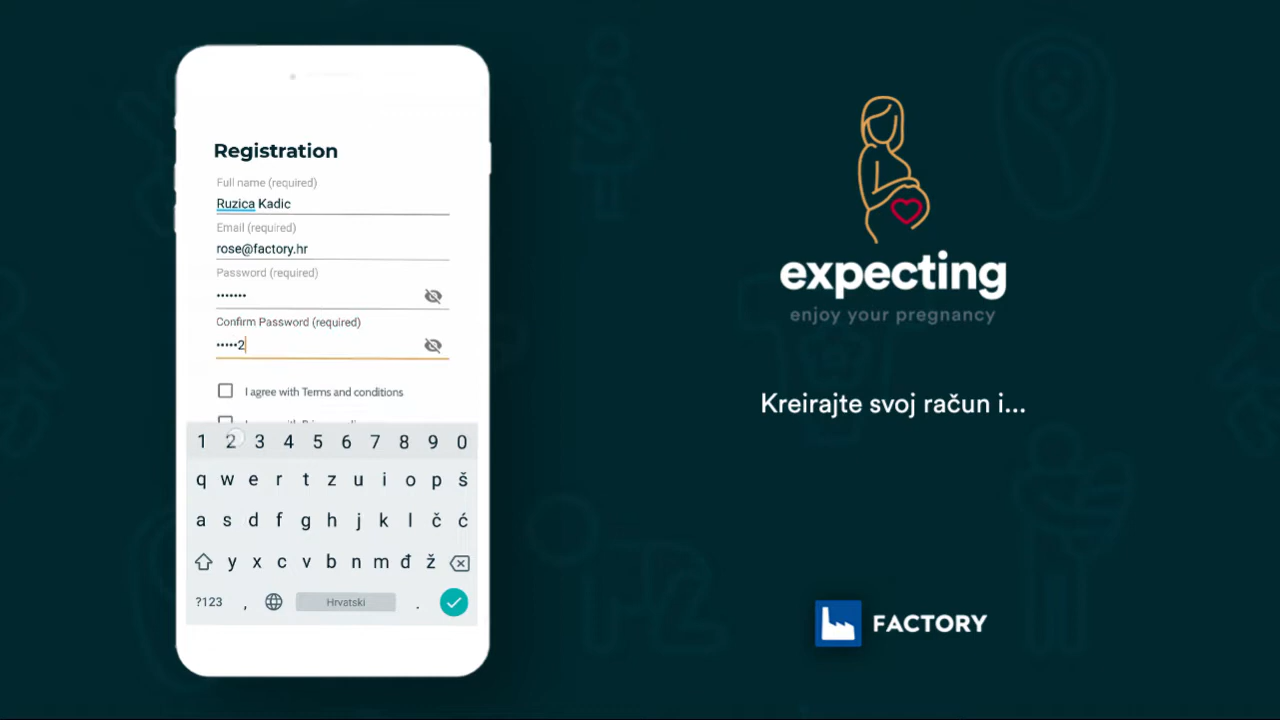 Registration
Full name (required)
Ruzica Kadic
Email (required)
rose@factory.hr
Password (required)
•••••••
Confirm Password (required)
•••••2
I agree with Terms and conditions
1 2 3 4 5 6 7 8 9 0
q w e r t z u i o p š
a s d f g h j k l č ć
y x c v b n m đ ž
?123 , Hrvatski .
expecting
enjoy your pregnancy
Kreirajte svoj račun i...
FACTORY